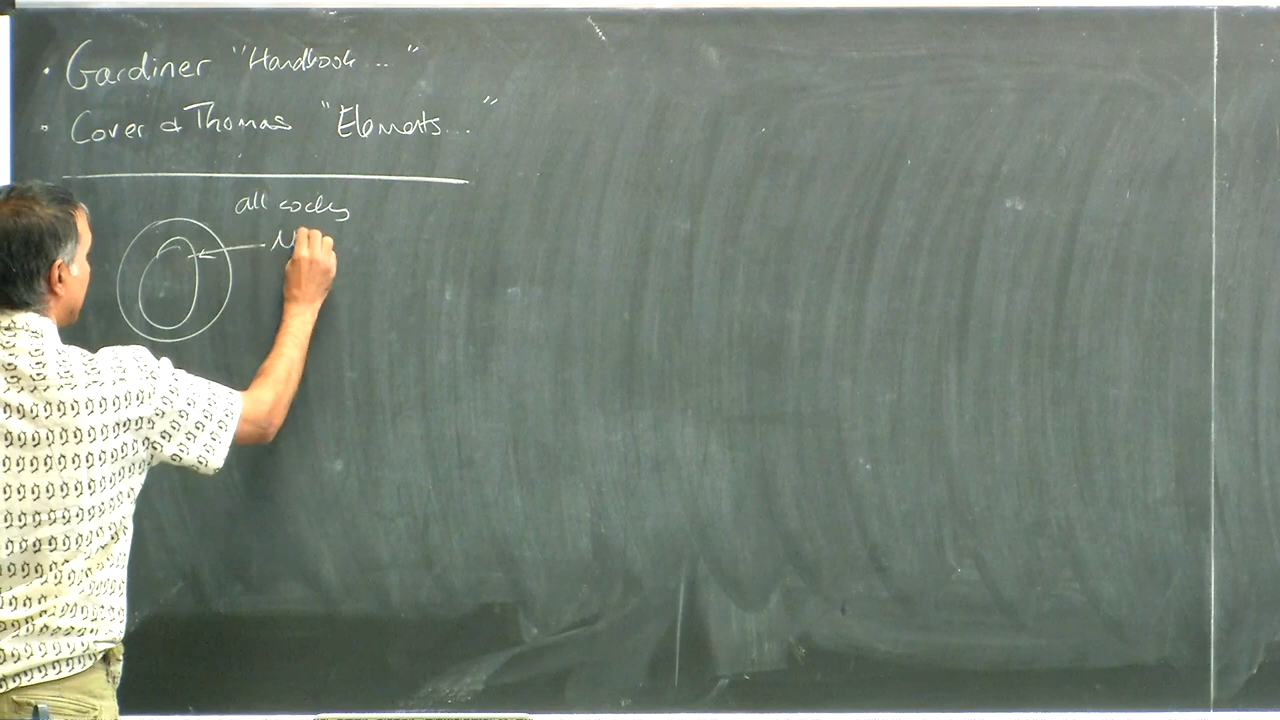 · Gardiner "Handbook..."
· Cover & Thomas "Elements..."
all codes
N